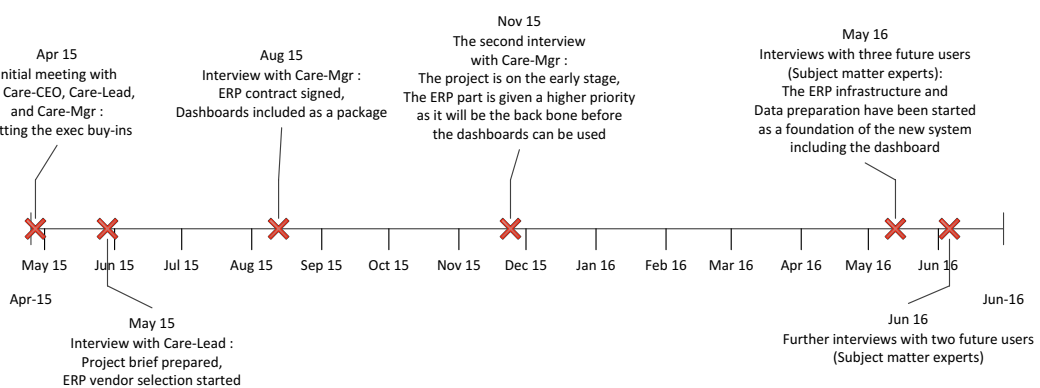 Apr 15
nitial meeting with
Care-CEO, Care-Lead,
and Care-Mgr :
tting the exec buy-ins
Aug 15
Interview with Care-Mgr :
ERP contract signed,
Dashboards included as a package
Nov 15
The second interview
with Care-Mgr :
The project is on the early stage,
The ERP part is given a higher priority
as it will be the back bone before
the dashboards can be used
May 16
Interviews with three future users
(Subject matter experts):
The ERP infrastructure and
Data preparation have been started
as a foundation of the new system
including the dashboard
May 15
Jun 15
Jul 15
Aug 15
Sep 15
Oct 15
Nov 15
Dec 15
Jan 16
Feb 16
Mar 16
Apr 16
May 16
Jun 16
Apr-15
Jun-16
May 15
Interview with Care-Lead :
Project brief prepared,
ERP vendor selection started
Jun 16
Further interviews with two future users
(Subject matter experts)